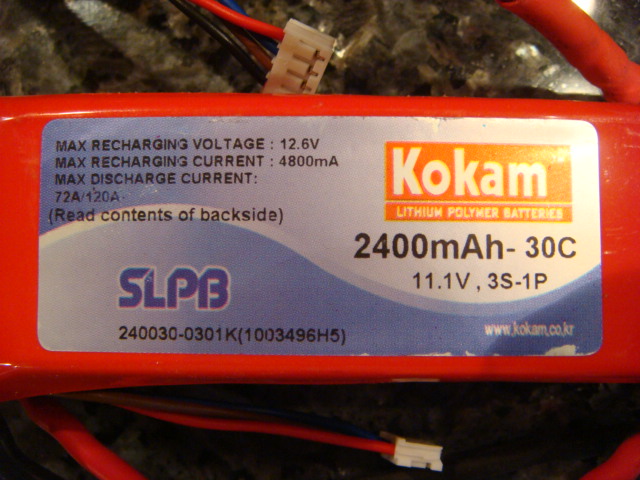 MAX RECHARGING VOLTAGE : 12.6V
MAX RECHARGING CURRENT : 4800mA
MAX DISCHARGE CURRENT:
72A/120A
(Read contents of backside)
Kokam
LITHIUM POLYMER BATTERIES
2400mAh- 30C
11.1V , 3S-1P
SLPB
240030-0301K(1003496H5)
www.kokam.co.kr